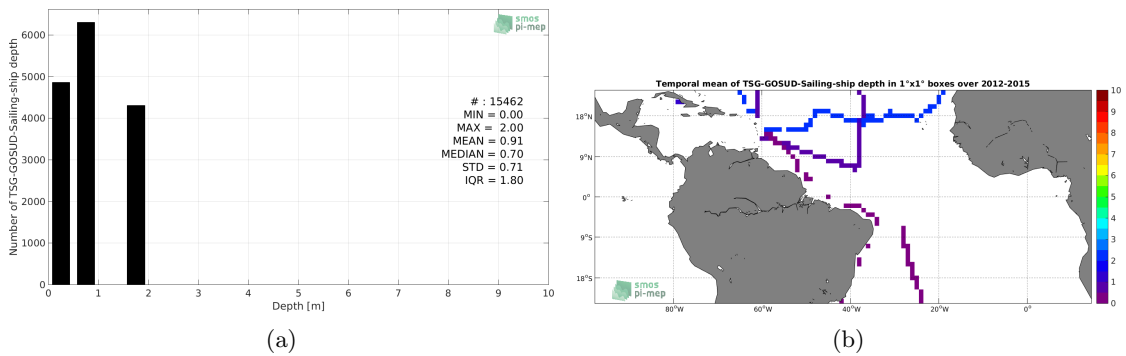 Number of TSG-GOSUD-Sailing-ship depth
6000
5000
4000
3000
2000
1000
0
0 1 2 3 4 5 6 7 8 9 10
Depth [m]
smos
pi-mep
# : 15462
MIN = 0.00
MAX = 2.00
MEAN = 0.91
MEDIAN = 0.70
STD = 0.71
IQR = 1.80
(a)
Temporal mean of TSG-GOSUD-Sailing-ship depth in 1°x1° boxes over 2012-2015
18°N
9°N
0°
9°S
18°S
80°W 60°W 40°W 20°W 0°
smos
pi-mep
10
9
8
7
6
5
4
3
2
1
0
(b)